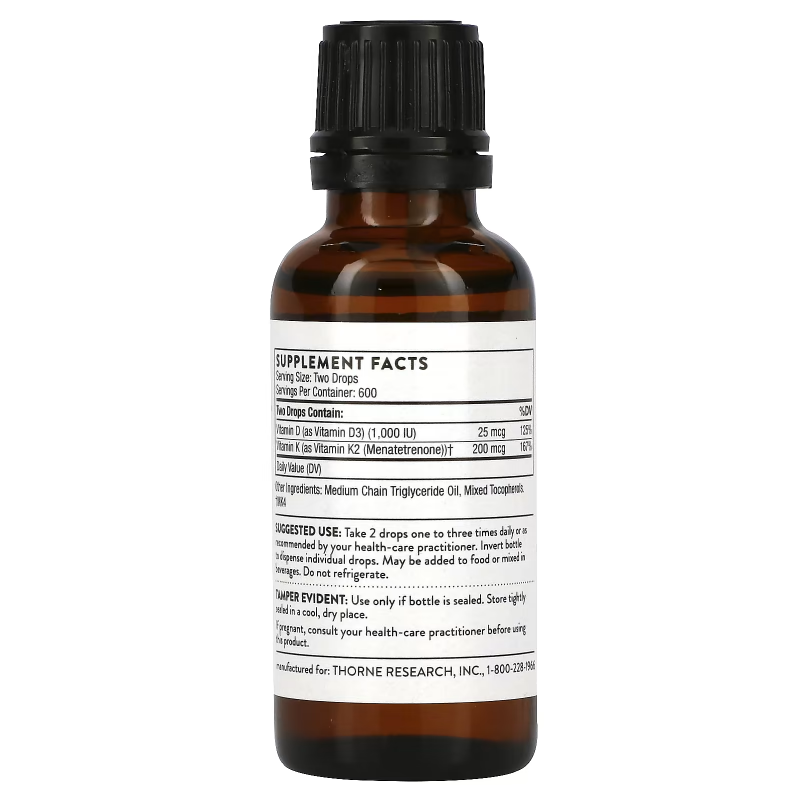 SUPPLEMENT FACTS
Serving Size: Two Drops
Servings Per Container: 600
Two Drops Contain: %DV
Vitamin D (as Vitamin D3) (1,000 IU) 25 mcg 125%
Vitamin K (as Vitamin K2 (Menatetrenone))† 200 mcg 167%
Daily Value (DV)
Other Ingredients: Medium Chain Triglyceride Oil, Mixed Tocopherols.
†MK4
SUGGESTED USE: Take 2 drops one to three times daily or as
recommended by your health-care practitioner. Invert bottle
to dispense individual drops. May be added to food or mixed in
beverages. Do not refrigerate.
TAMPER EVIDENT: Use only if bottle is sealed. Store tightly
sealed in a cool, dry place.
If pregnant, consult your health-care practitioner before using
this product.
manufactured for: THORNE RESEARCH, INC., 1-800-228-1966